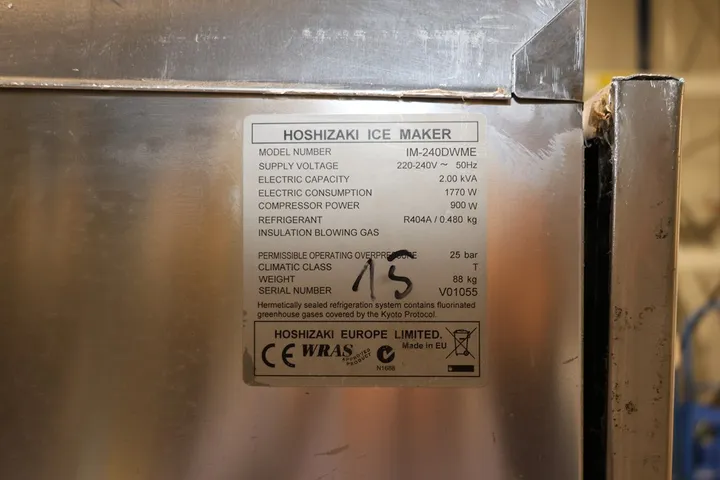 HOSHIZAKI ICE MAKER
MODEL NUMBER IM-240DWME
SUPPLY VOLTAGE 220-240V ~ 50Hz
ELECTRIC CAPACITY 2.00 kVA
ELECTRIC CONSUMPTION 1770 W
COMPRESSOR POWER 900 W
REFRIGERANT R404A / 0.480 kg
INSULATION BLOWING GAS
PERMISSIBLE OPERATING OVERPRESSURE 25 bar
CLIMATIC CLASS T
WEIGHT 88 kg
15
SERIAL NUMBER V01055
Hermetically sealed refrigeration system contains fluorinated
greenhouse gases covered by the Kyoto Protocol.
HOSHIZAKI EUROPE LIMITED.
CE WRAS APPROVED PRODUCT Made in EU
N1688